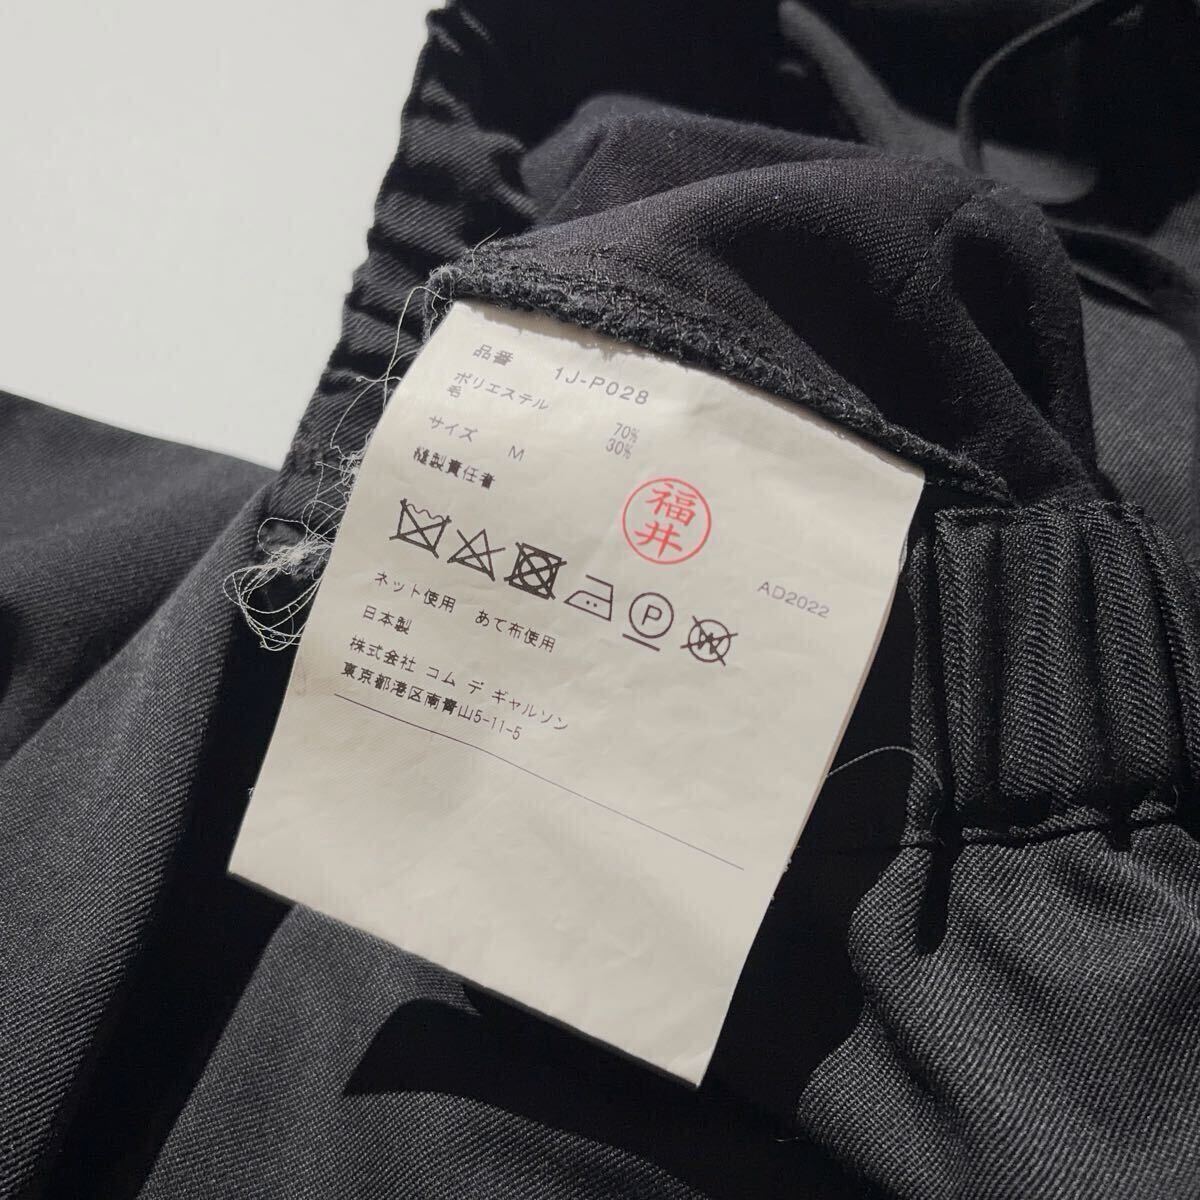 品番 1J-P028
ポリエステル 70%
毛 30%
サイズ M
縫製責任者
福井
AD2022
P
W
ネット使用 あて布使用
日本製
株式会社 コム デ ギャルソン
東京都港区南青山5-11-5